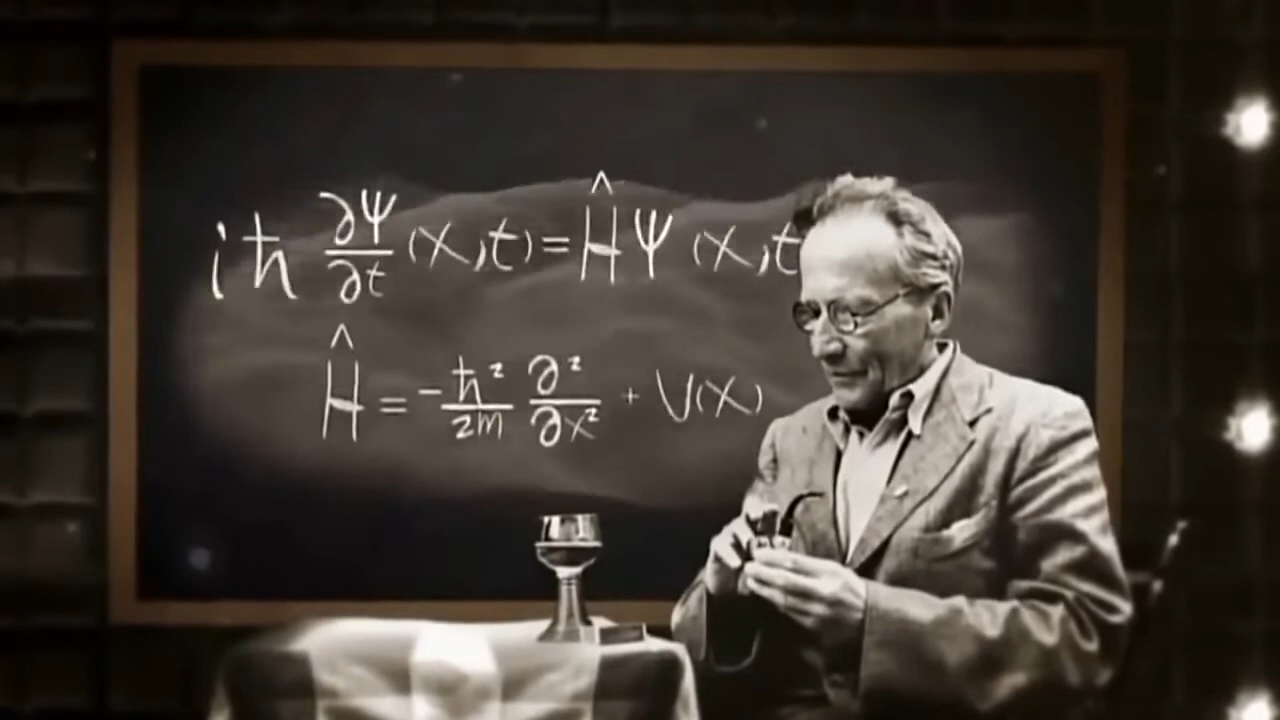 iħ ∂Ψ/∂t (x,t) = ĤΨ (x,t
Ĥ = -ħ²/2m ∂²/∂x² + V(x)